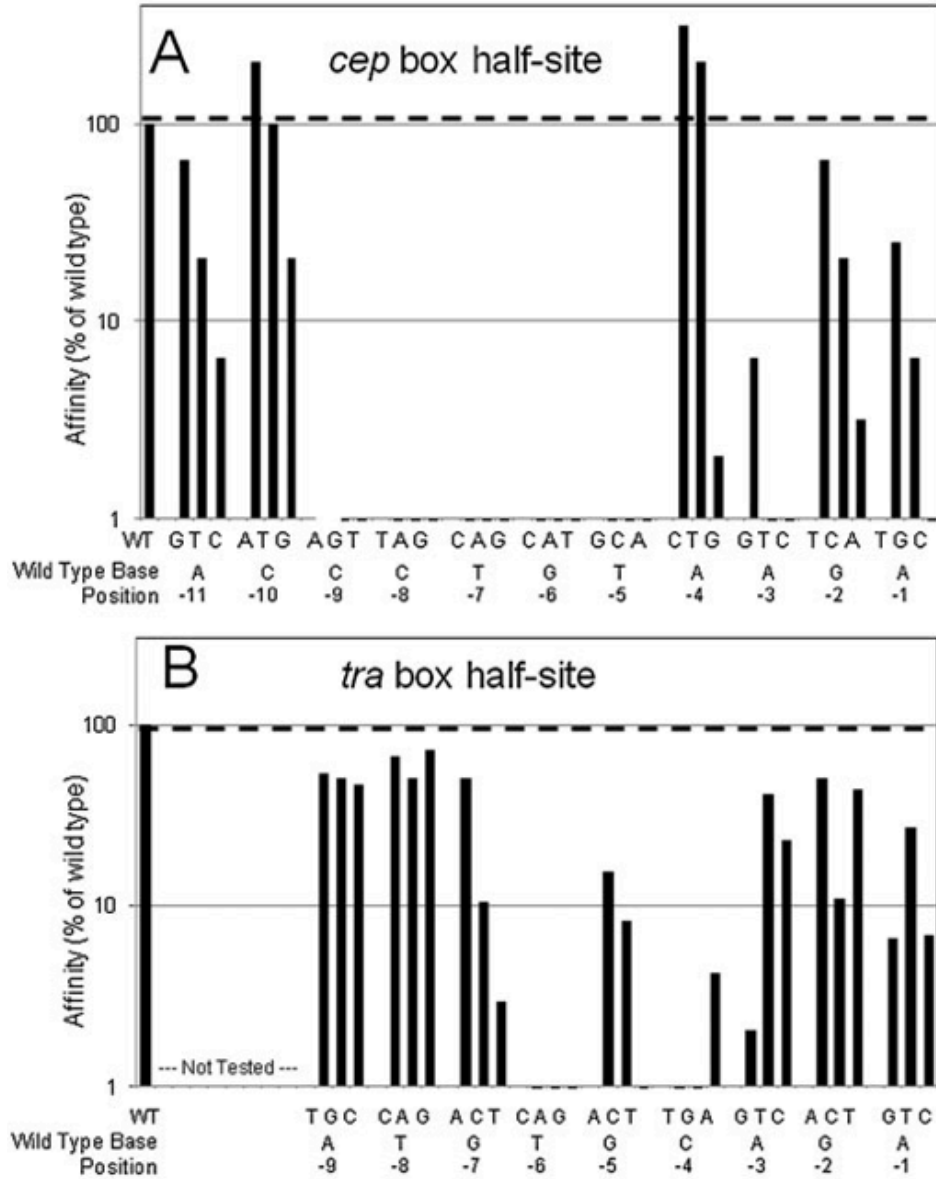 A
cep box half-site
Affinity (% of wild type)
100
10
1
WT GTC ATG AGT TAG CAG CAT GCA CTG GTC TCA TGC
Wild Type Base A C C C T G T A A G A
Position -11 -10 -9 -8 -7 -6 -5 -4 -3 -2 -1
B
tra box half-site
Affinity (% of wild type)
100
10
--- Not Tested ---
1
WT TGC CAG ACT CAG ACT TGA GTC ACT GTC
Wild Type Base A T G T G C A G A
Position -9 -8 -7 -6 -5 -4 -3 -2 -1